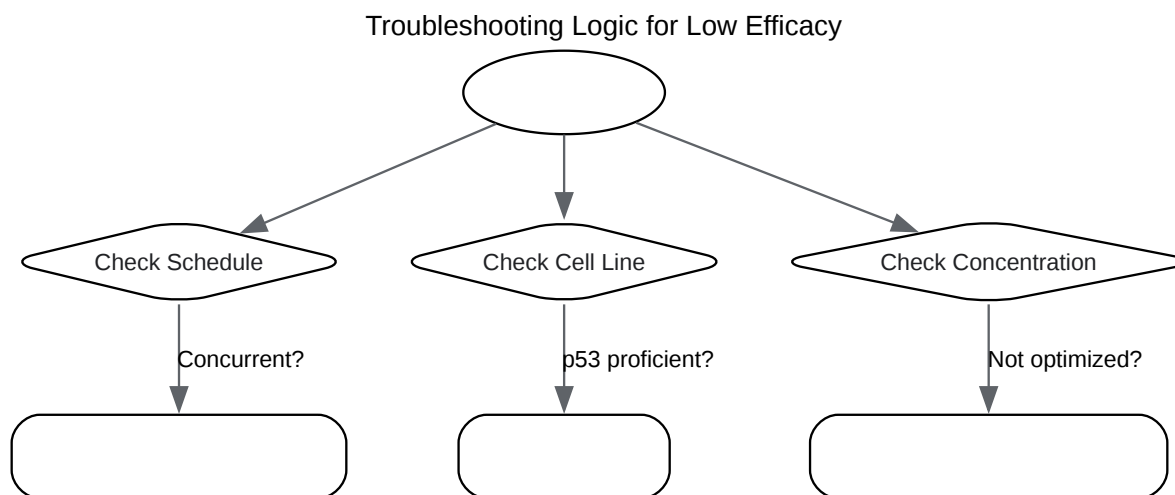 Troubleshooting Logic for Low Efficacy
Check Schedule
Check Cell Line
Check Concentration
Concurrent?
p53 proficient?
Not optimized?